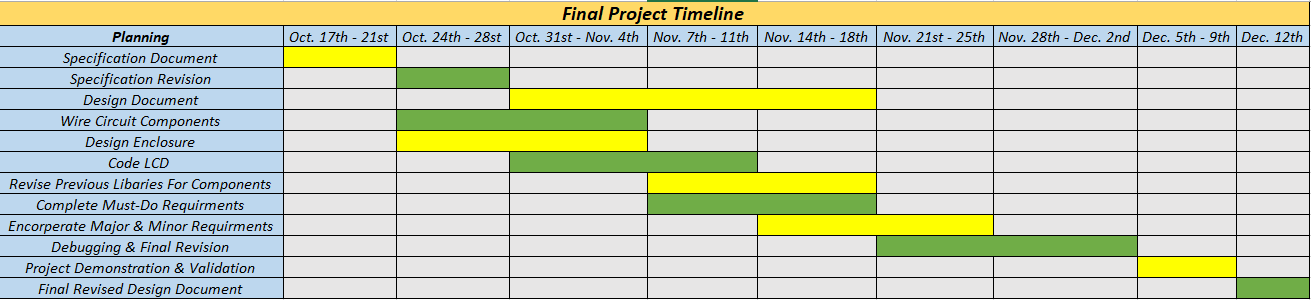 Final Project Timeline
Planning Oct. 17th - 21st Oct. 24th - 28st Oct. 31st - Nov. 4th Nov. 7th - 11th Nov. 14th - 18th Nov. 21st - 25th Nov. 28th - Dec. 2nd Dec. 5th - 9th Dec. 12th
Specification Document
Specification Revision
Design Document
Wire Circuit Components
Design Enclosure
Code LCD
Revise Previous Libaries For Components
Complete Must-Do Requirments
Encorperate Major & Minor Requirments
Debugging & Final Revision
Project Demonstration & Validation
Final Revised Design Document